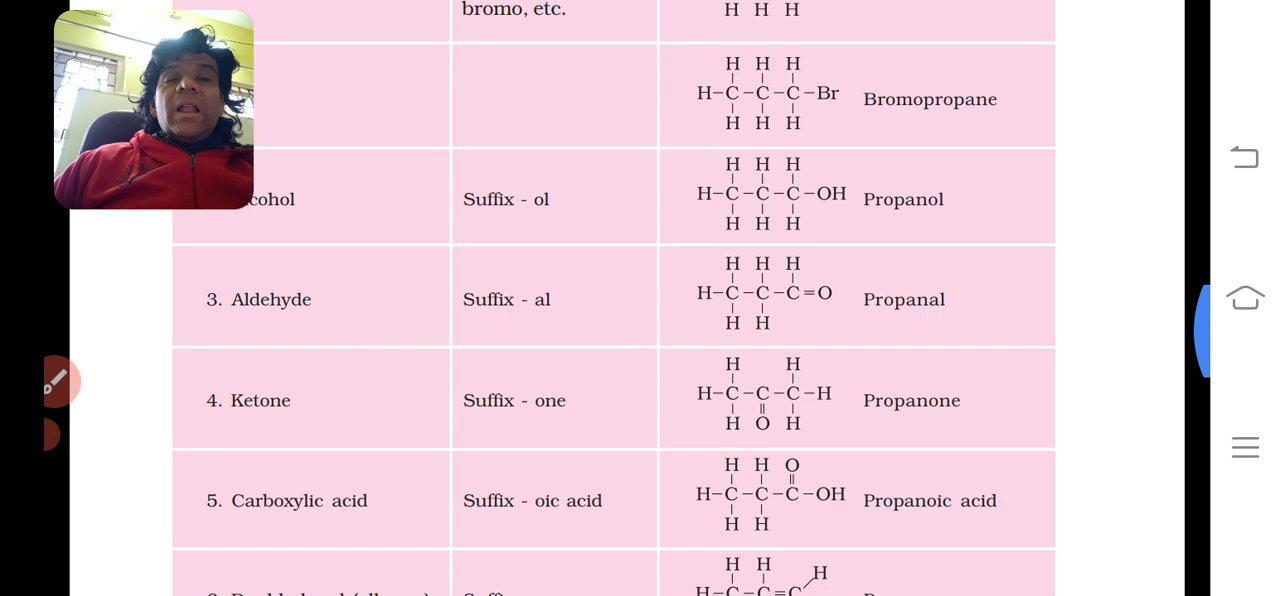 bromo, etc.
H H H
H H H
H–C–C–C–Br Bromopropane
H H H
H H H
cohol Suffix - ol H–C–C–C–OH Propanol
H H H
H H H
3. Aldehyde Suffix - al H–C–C–C=O Propanal
H H
H H
4. Ketone Suffix - one H–C–C–C–H Propanone
H O H
H H O
5. Carboxylic acid Suffix - oic acid H–C–C–C–OH Propanoic acid
H H
H H H
H–C–C=C